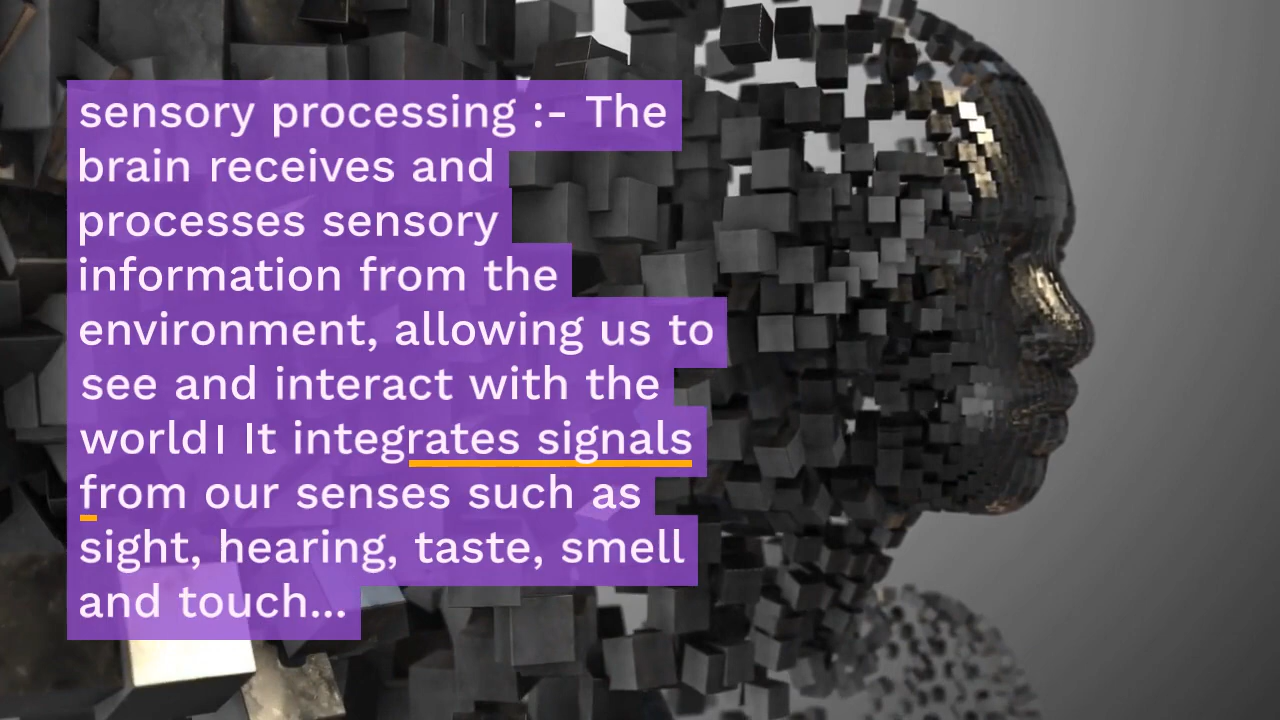 sensory processing :- The
brain receives and
processes sensory
information from the
environment, allowing us to
see and interact with the
world। It integrates signals
from our senses such as
sight, hearing, taste, smell
and touch...